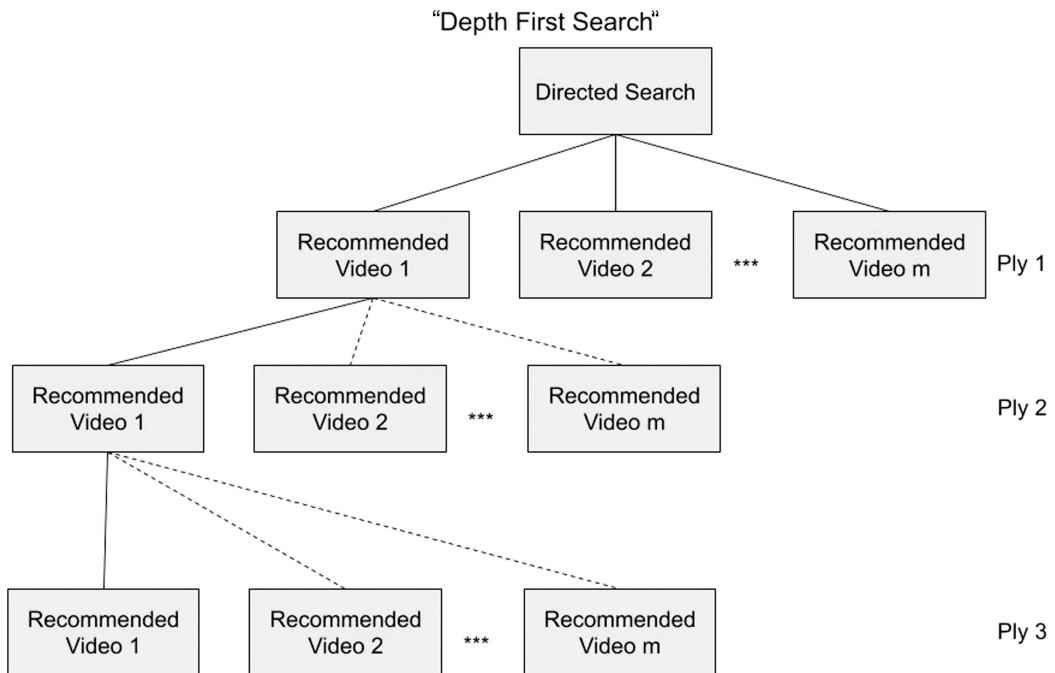 “Depth First Search”
Directed Search
Recommended
Video 1
Recommended
Video 2
***
Recommended
Video m
Ply 1
Recommended
Video 1
Recommended
Video 2
***
Recommended
Video m
Ply 2
Recommended
Video 1
Recommended
Video 2
***
Recommended
Video m
Ply 3